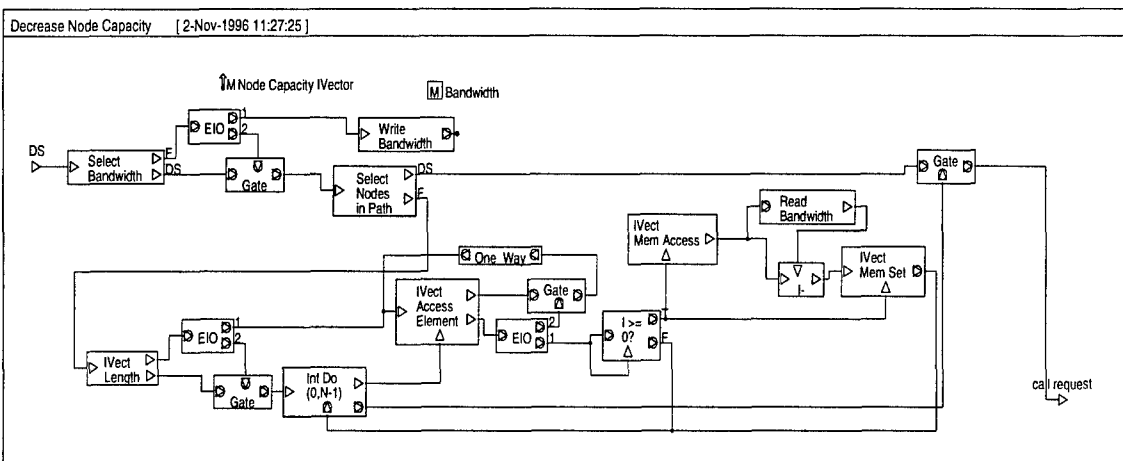 Decrease Node Capacity [ 2-Nov-1996 11:27:25 ]
⇑M Node Capacity IVector
M Bandwidth
DS
Select
Bandwidth
F
DS
EIO
1
2
Gate
Write
Bandwidth
Select
Nodes
in Path
DS
F
Gate
IVect
Mem Access
Read
Bandwidth
I-
IVect
Mem Set
One Way
IVect
Access
Element
Gate
EIO
2
1
I >=
0?
T
F
IVect
Length
EIO
1
2
Gate
Int Do
(0,N-1)
call request